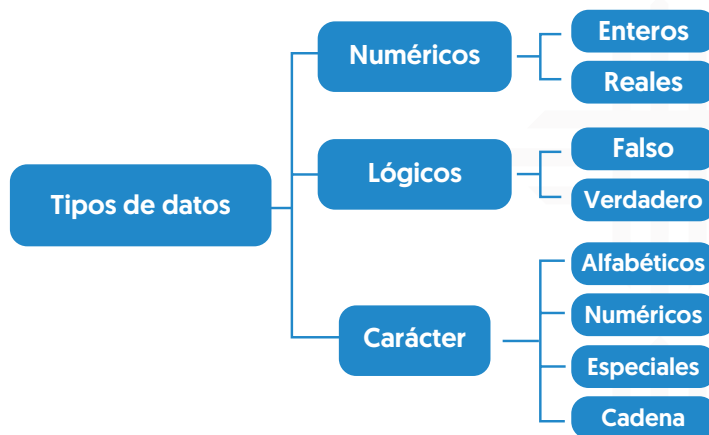 Tipos de datos
Numéricos
Enteros
Reales
Lógicos
Falso
Verdadero
Carácter
Alfabéticos
Numéricos
Especiales
Cadena